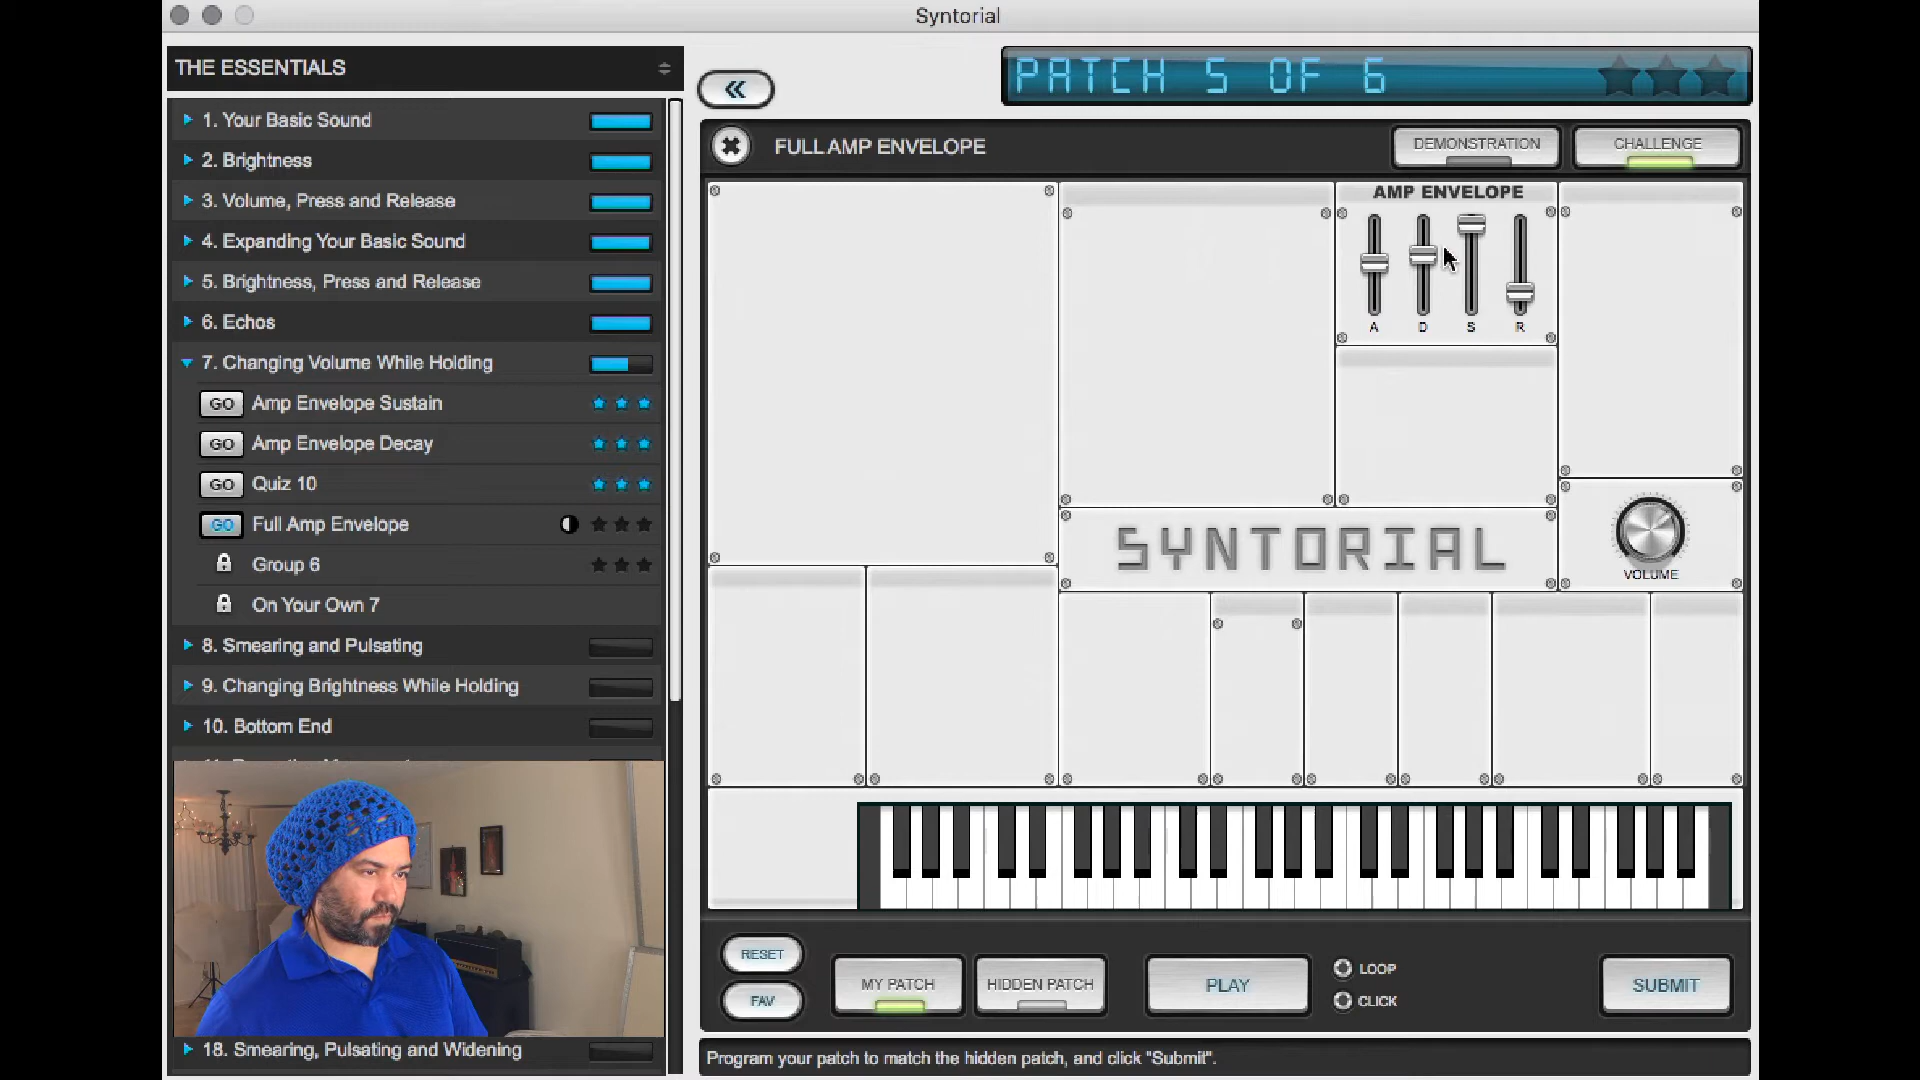 Syntorial
THE ESSENTIALS
1. Your Basic Sound
2. Brightness
3. Volume, Press and Release
4. Expanding Your Basic Sound
5. Brightness, Press and Release
6. Echos
7. Changing Volume While Holding
GO Amp Envelope Sustain
GO Amp Envelope Decay
GO Quiz 10
GO Full Amp Envelope
Group 6
On Your Own 7
8. Smearing and Pulsating
9. Changing Brightness While Holding
10. Bottom End
18. Smearing, Pulsating and Widening
PATCH 5 OF 6
FULL AMP ENVELOPE
DEMONSTRATION
CHALLENGE
AMP ENVELOPE
A D S R
SYNTORIAL
VOLUME
RESET
FAV
MY PATCH
HIDDEN PATCH
PLAY
LOOP
CLICK
SUBMIT
Program your patch to match the hidden patch, and click "Submit".